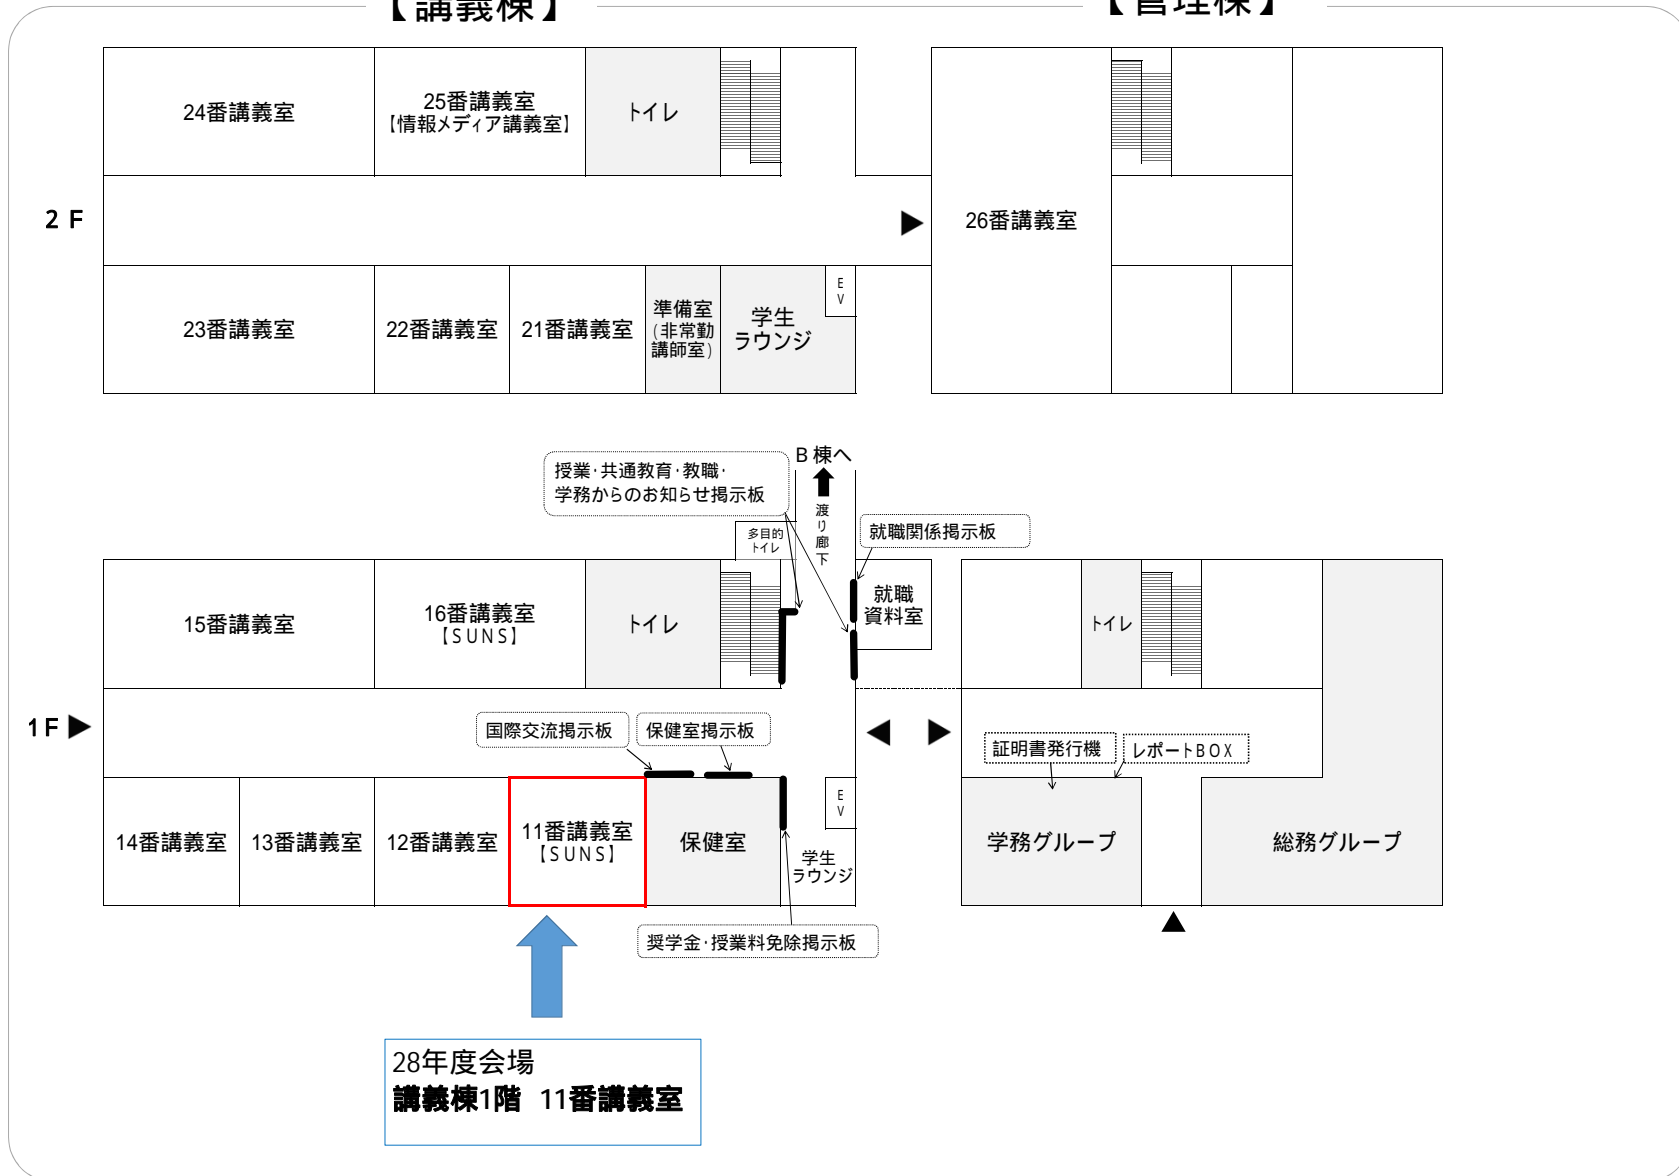 【講義棟】
【管理棟】
24番講義室
25番講義室
【情報メディア講義室】
トイレ
2F
26番講義室
23番講義室
22番講義室
21番講義室
準備室
(非常勤
講師室)
学生
ラウンジ
E
V
授業・共通教育・教職・
学務からのお知らせ掲示板
B棟へ
渡り廊下
多目的
トイレ
就職関係掲示板
就職
資料室
15番講義室
16番講義室
【SUNS】
トイレ
トイレ
1F
国際交流掲示板
保健室掲示板
証明書発行機
レポートBOX
14番講義室
13番講義室
12番講義室
11番講義室
【SUNS】
保健室
E
V
学生
ラウンジ
学務グループ
総務グループ
奨学金・授業料免除掲示板
28年度会場
講義棟1階 11番講義室